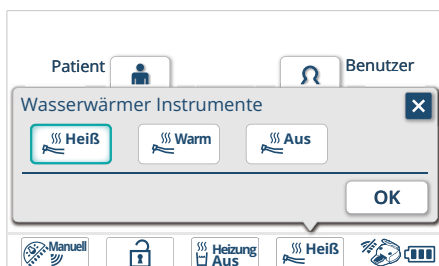 Patient
Benutzer
Wasserwärmer Instrumente
Heiß
Warm
Aus
OK
Manuell
Heizung
Aus
Heiß